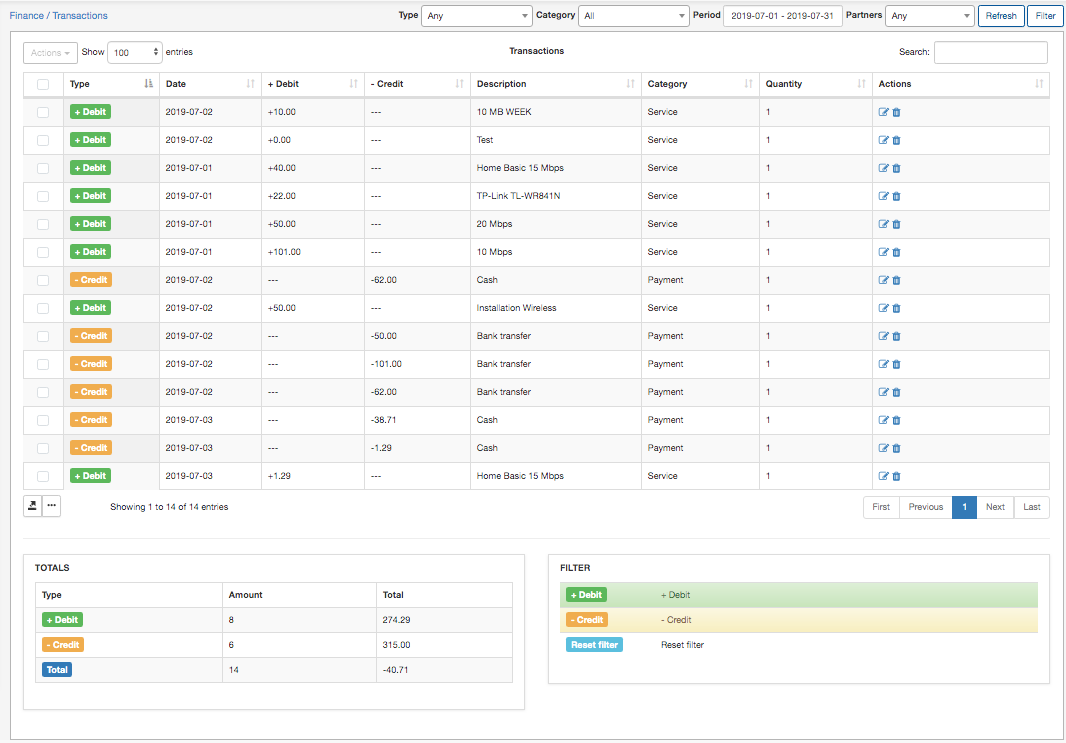 Finance / Transactions Type Any Category All Period 2019-07-01 - 2019-07-31 Partners Any Refresh Filter
Actions Show 100 entries Transactions Search:
Type Date + Debit - Credit Description Category Quantity Actions
+ Debit 2019-07-02 +10.00 --- 10 MB WEEK Service 1
+ Debit 2019-07-02 +0.00 --- Test Service 1
+ Debit 2019-07-01 +40.00 --- Home Basic 15 Mbps Service 1
+ Debit 2019-07-01 +22.00 --- TP-Link TL-WR841N Service 1
+ Debit 2019-07-01 +50.00 --- 20 Mbps Service 1
+ Debit 2019-07-01 +101.00 --- 10 Mbps Service 1
- Credit 2019-07-02 --- -62.00 Cash Payment 1
+ Debit 2019-07-02 +50.00 --- Installation Wireless Service 1
- Credit 2019-07-02 --- -50.00 Bank transfer Payment 1
- Credit 2019-07-02 --- -101.00 Bank transfer Payment 1
- Credit 2019-07-02 --- -62.00 Bank transfer Payment 1
- Credit 2019-07-03 --- -38.71 Cash Payment 1
- Credit 2019-07-03 --- -1.29 Cash Payment 1
+ Debit 2019-07-03 +1.29 --- Home Basic 15 Mbps Service 1
Showing 1 to 14 of 14 entries First Previous 1 Next Last
TOTALS
Type Amount Total
+ Debit 8 274.29
- Credit 6 315.00
Total 14 -40.71
FILTER
+ Debit + Debit
- Credit - Credit
Reset filter Reset filter